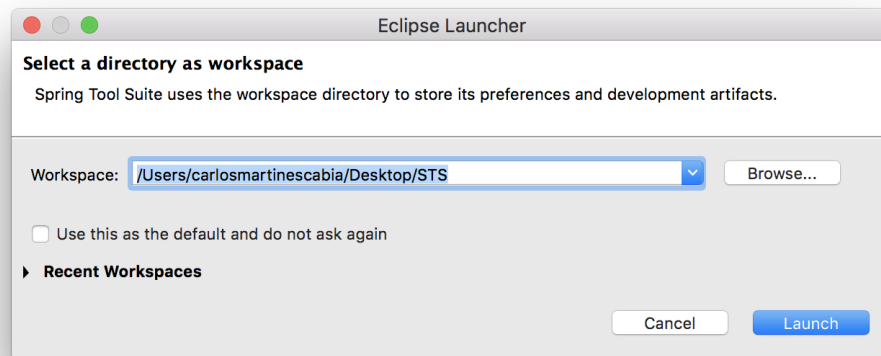 Eclipse Launcher
Select a directory as workspace
Spring Tool Suite uses the workspace directory to store its preferences and development artifacts.
Workspace: /Users/carlosmartinescabia/Desktop/STS Browse...
Use this as the default and do not ask again
Recent Workspaces
Cancel Launch